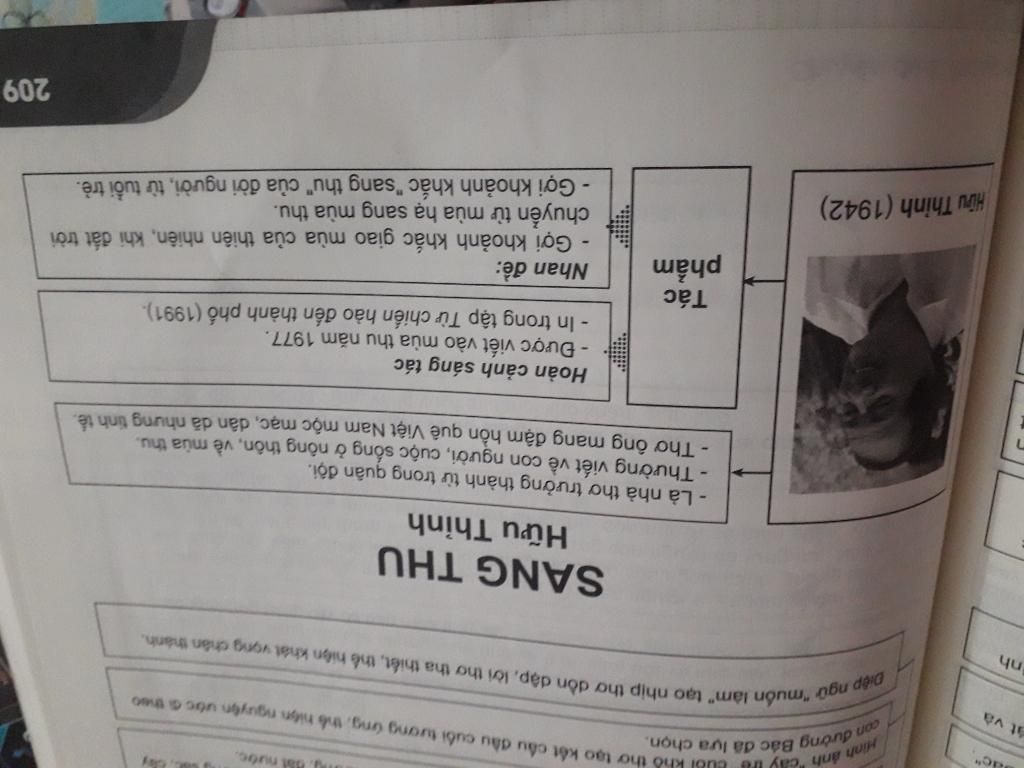 hình ảnh "cây tre" cuối khổ thơ tạo kết cấu đầu cuối tương ứng, thể hiện nguyện ước đi theo
con đường Bác đã lựa chọn.
Điệp ngữ "muốn làm" tạo nhịp thơ dồn dập, lời thơ tha thiết, thể hiện khát vọng chân thành.
SANG THU
Hữu Thỉnh
- Là nhà thơ trưởng thành từ trong quân đội.
- Thường viết về con người, cuộc sống ở nông thôn, về mùa thu.
- Thơ ông mang đậm hồn quê Việt Nam mộc mạc, dân dã nhưng tinh tế.
Hữu Thỉnh (1942)
Tác
phẩm
Hoàn cảnh sáng tác
- Được viết vào mùa thu năm 1977.
- In trong tập Từ chiến hào đến thành phố (1991).
Nhan đề:
- Gợi khoảnh khắc giao mùa của thiên nhiên, khi đất trời
chuyển từ mùa hạ sang mùa thu.
- Gợi khoảnh khắc "sang thu" của đời người, từ tuổi trẻ.
209